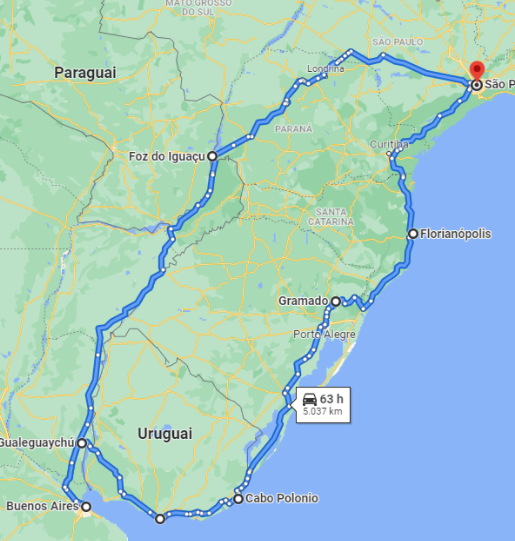 MATO GROSSO
DO SUL
SÃO PAULO
Paraguai
Londrina
São P
PARANÁ
Curitiba
Foz do Iguaçu
SANTA
CATARINA
Florianópolis
Gramado
Porto Alegre
63 h
5.037 km
Uruguai
Gualeguaychú
Cabo Polonio
Buenos Aires